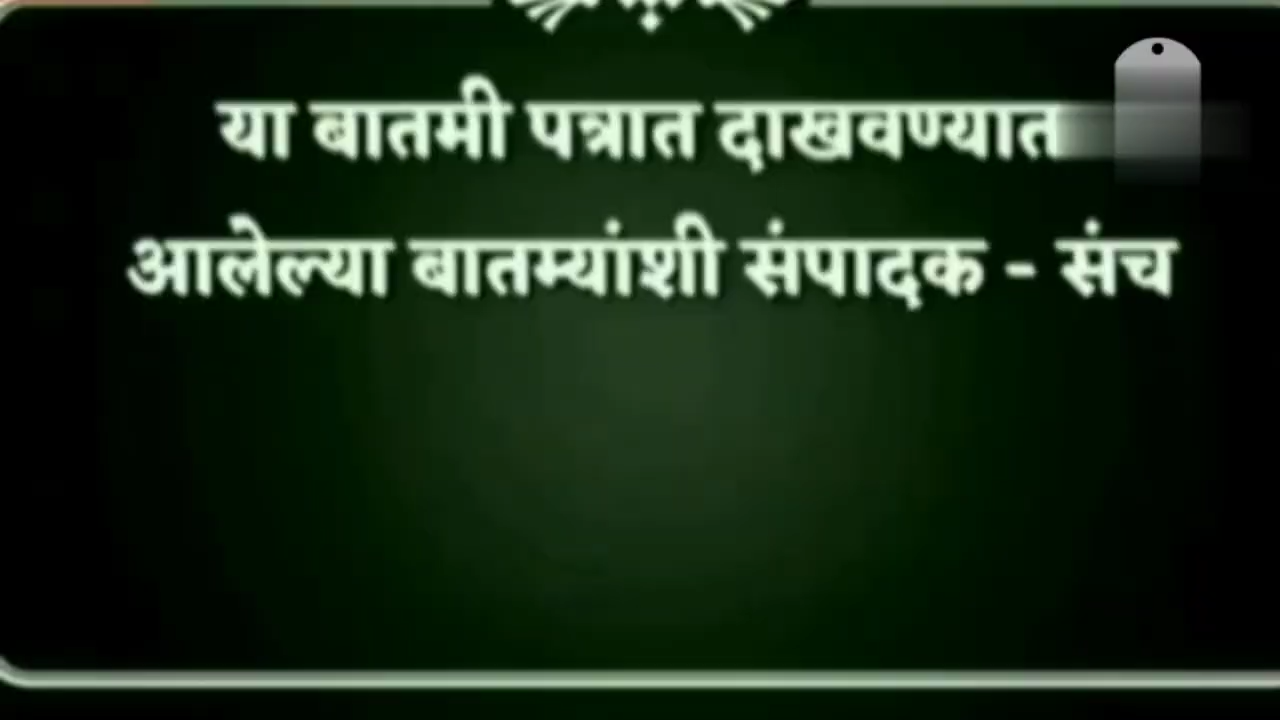 या बातमी पत्रात दाखवण्यात
आलेल्या बातम्यांशी संपादक - संच